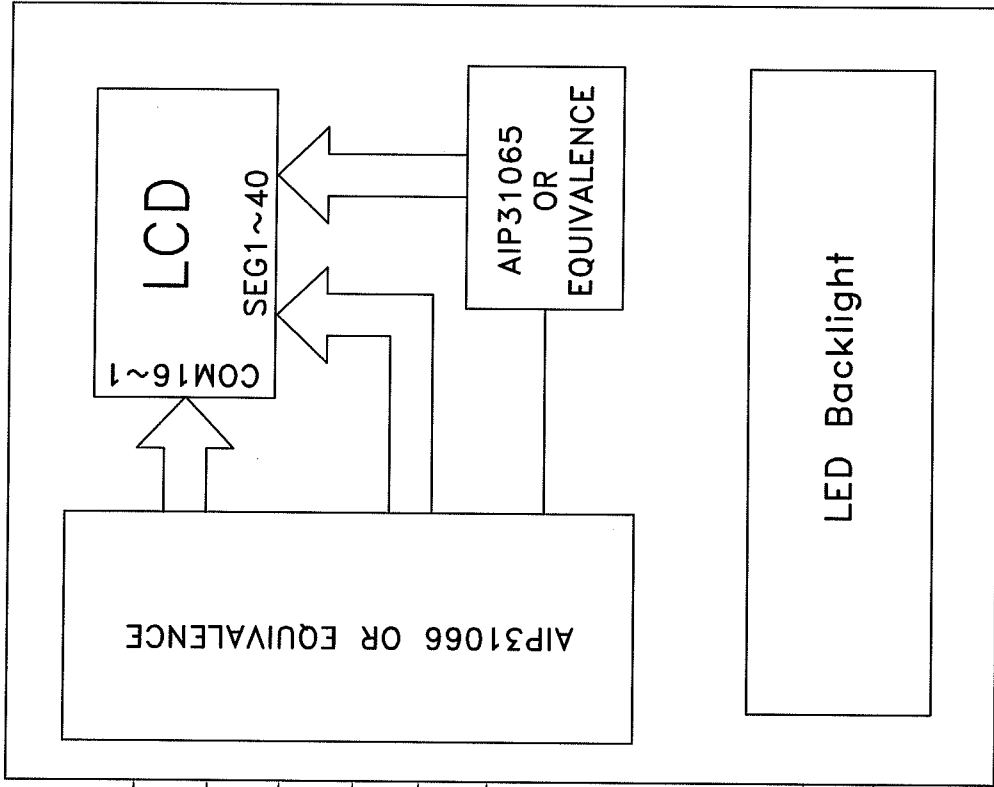 LCD
SEG1~40
COM16~1
AIP31065
OR
EQUIVALENCE
AIP31066 OR EQUIVALENCE
LED Backlight